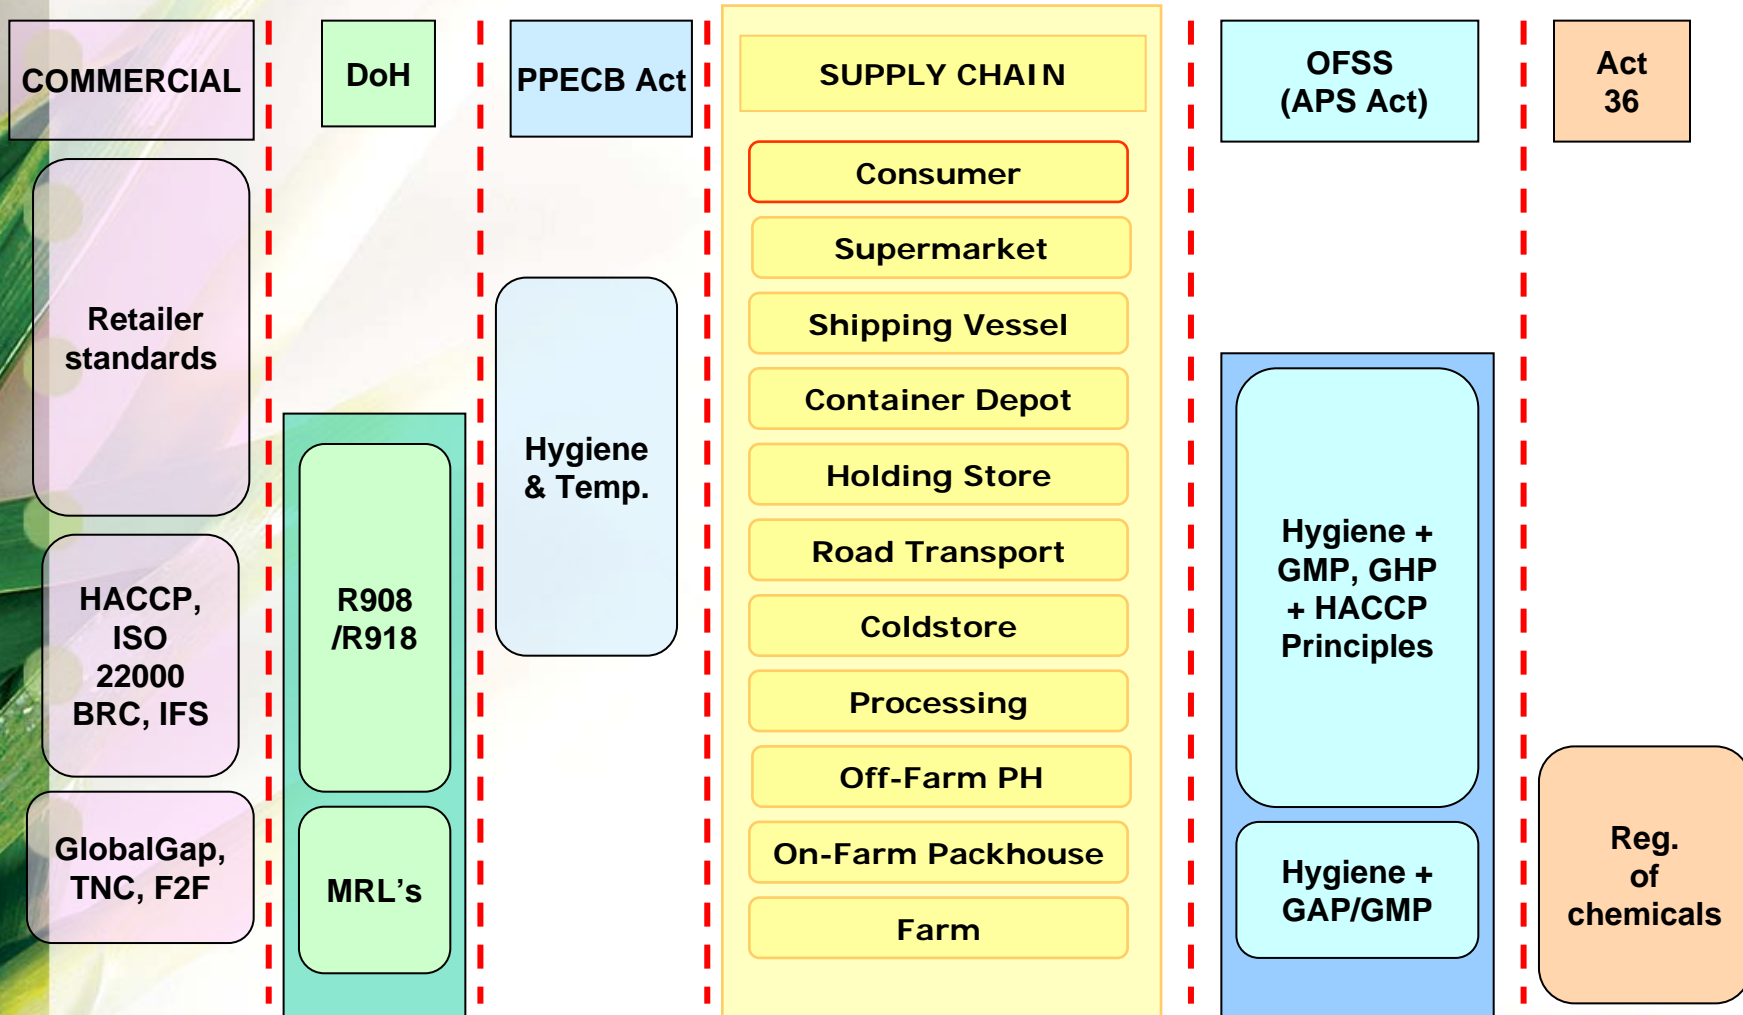 COMMERCIAL
DoH
PPECB Act
SUPPLY CHAIN
OFSS
(APS Act)
Act
36
Retailer
standards
HACCP,
ISO
22000
BRC, IFS
GlobalGap,
TNC, F2F
R908
/R918
MRL’s
Hygiene
& Temp.
Consumer
Supermarket
Shipping Vessel
Container Depot
Holding Store
Road Transport
Coldstore
Processing
Off-Farm PH
On-Farm Packhouse
Farm
Hygiene +
GMP, GHP
+ HACCP
Principles
Hygiene +
GAP/GMP
Reg.
of
chemicals